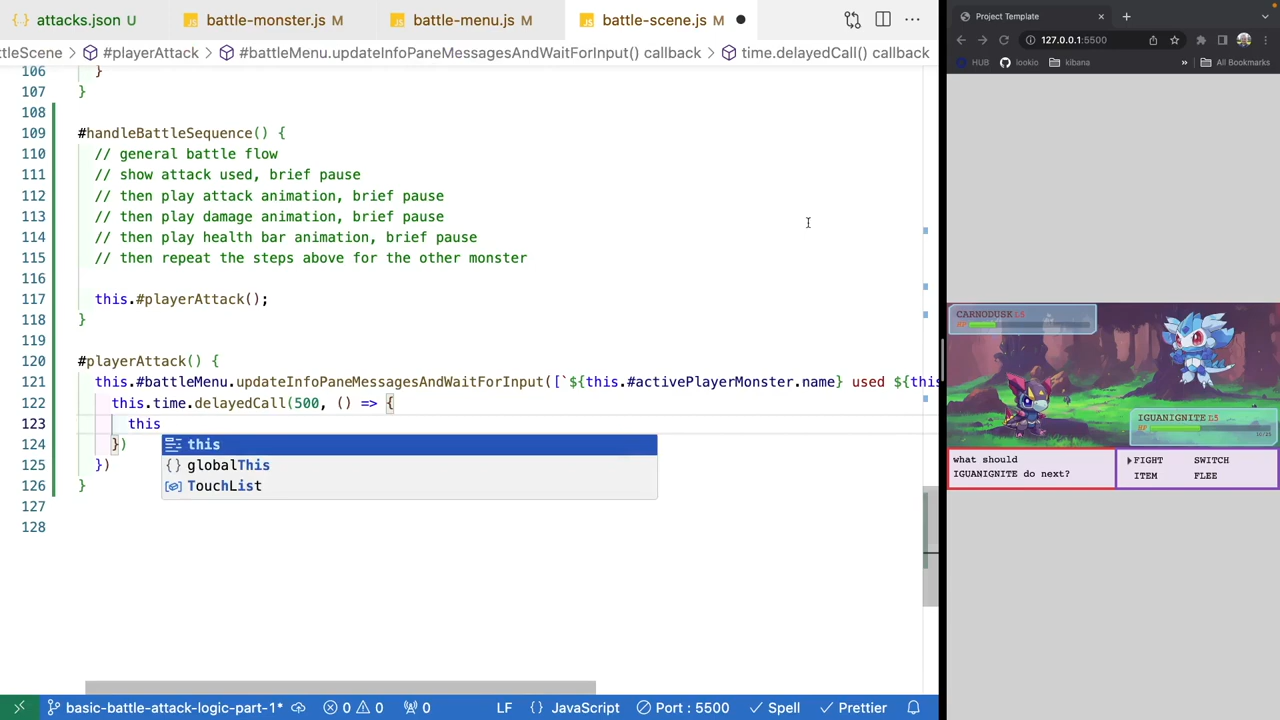 attacks.json U
battle-monster.js M
battle-menu.js M
battle-scene.js M
ttleScene > #playerAttack > #battleMenu.updateInfoPaneMessagesAndWaitForInput() callback > time.delayedCall() callback
106 }
107 }
108
109 #handleBattleSequence() {
110 // general battle flow
111 // show attack used, brief pause
112 // then play attack animation, brief pause
113 // then play damage animation, brief pause
114 // then play health bar animation, brief pause
115 // then repeat the steps above for the other monster
116
117 this.#playerAttack();
118 }
119
120 #playerAttack() {
121 this.#battleMenu.updateInfoPaneMessagesAndWaitForInput([`${this.#activePlayerMonster.name} used ${this
122 this.time.delayedCall(500, () => {
123 this
124 })
125 })
126 }
127
128
this
globalThis
TouchList
basic-battle-attack-logic-part-1*
0 0
0
LF
{} JavaScript
Port : 5500
Spell
Prettier
Project Template
127.0.0.1:5500
HUB
lookio
kibana
»
All Bookmarks
CARNODUSK L5
HP
IGUANIGNITE L5
HP
what should
IGUANIGNITE do next?
FIGHT SWITCH
ITEM FLEE